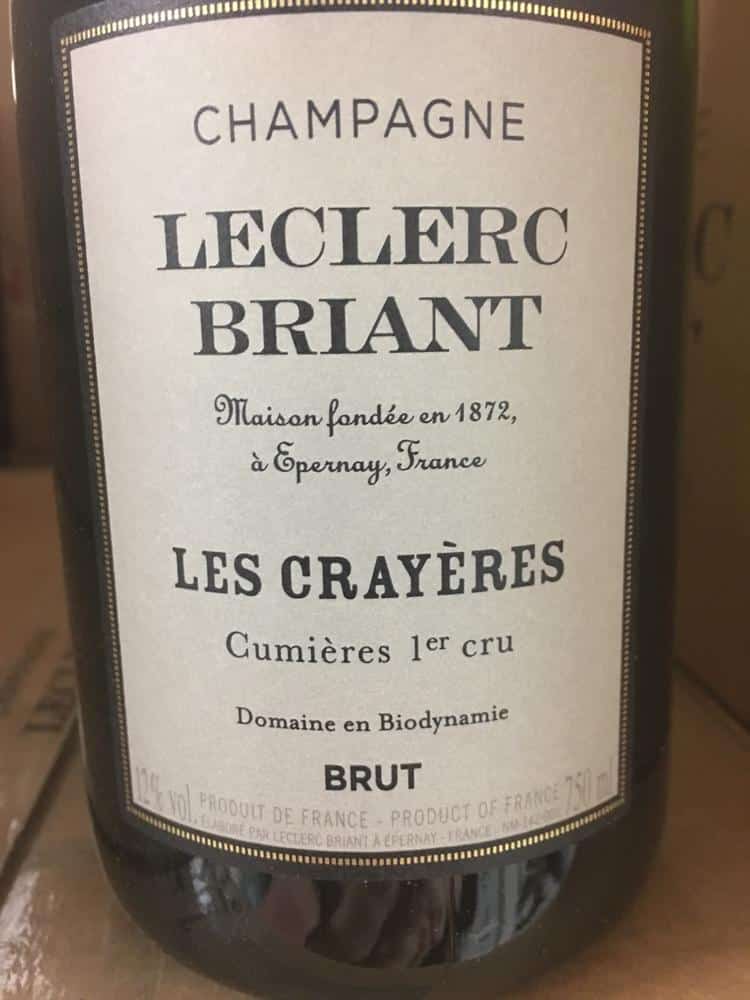 CHAMPAGNE
LECLERC
BRIANT
Maison fondée en 1872,
à Epernay, France
LES CRAYÈRES
Cumières 1er cru
Domaine en Biodynamie
BRUT
12% vol. PRODUIT DE FRANCE - PRODUCT OF FRANCE 750 ml
ELABORÉ PAR LECLERC BRIANT À EPERNAY - FRANCE -